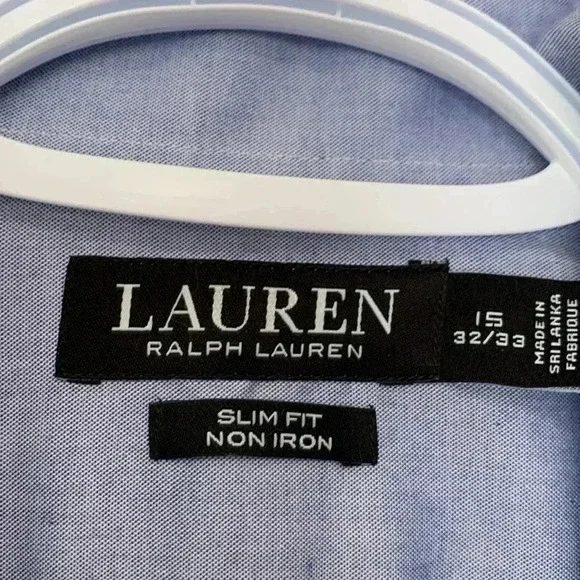 LAUREN
RALPH LAUREN
15
32/33
MADE IN
SRI LANKA
FABRIQUE
SLIM FIT
NON IRON